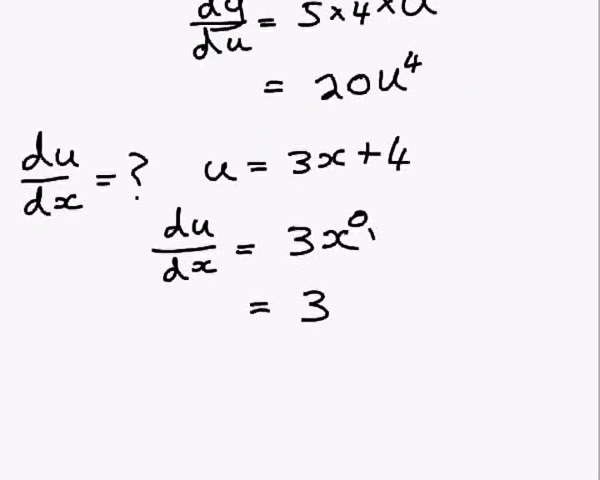 dy/du = 5×4×u
= 20u⁴
du/dx = ? u = 3x + 4
du/dx = 3x⁰
= 3